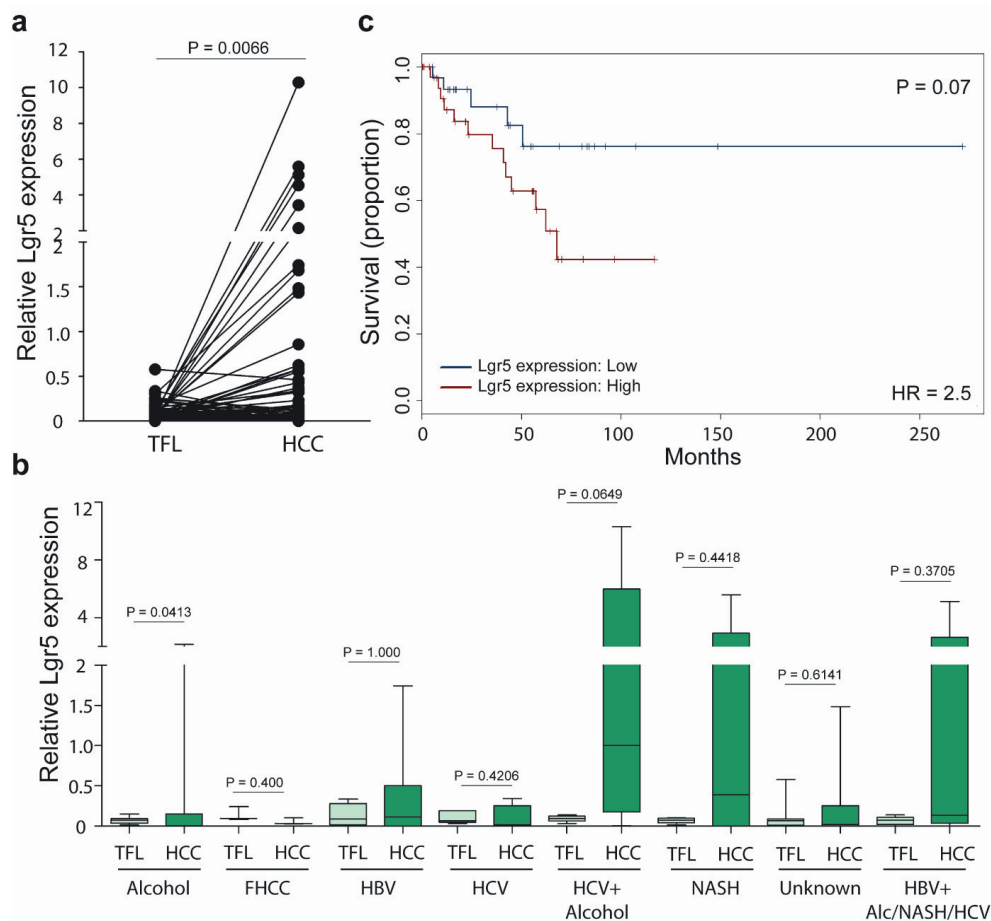 a
P = 0.0066
Relative Lgr5 expression
12
10
8
6
4
2
2
1.5
1.0
0.5
0
TFL
HCC
c
Survival (proportion)
1.0
0.8
0.6
0.4
0.2
0.0
P = 0.07
Lgr5 expression: Low
Lgr5 expression: High
HR = 2.5
0
50
100
150
200
250
Months
b
Relative Lgr5 expression
12
8
4
2
1.0
0.5
0
P = 0.0413
P = 0.400
P = 1.000
P = 0.4206
P = 0.0649
P = 0.4418
P = 0.6141
P = 0.3705
TFL HCC TFL HCC TFL HCC TFL HCC TFL HCC TFL HCC TFL HCC TFL HCC
Alcohol FHCC HBV HCV HCV+ NASH Unknown HBV+
Alcohol Alc/NASH/HCV